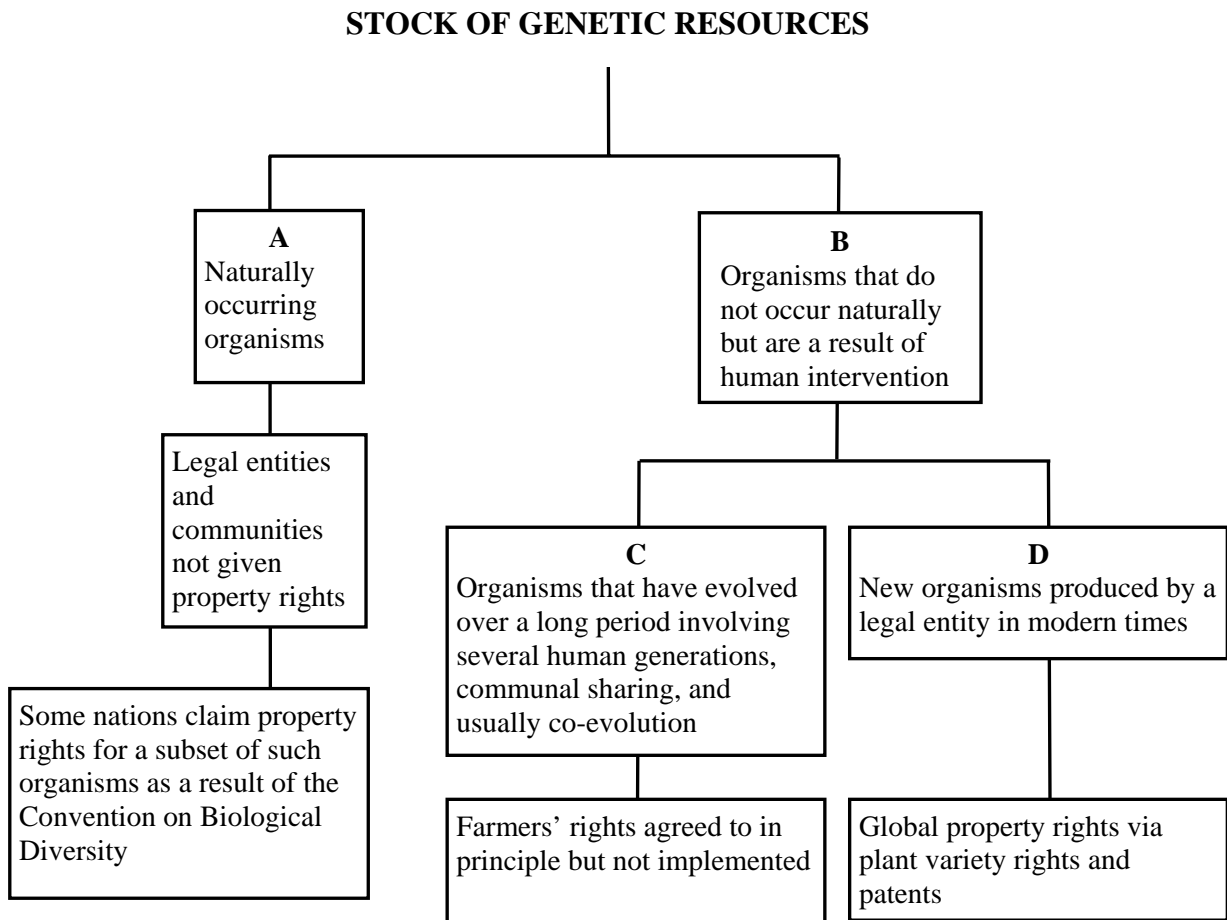 STOCK OF GENETIC RESOURCES
A
Naturally
occurring
organisms
B
Organisms that do
not occur naturally
but are a result of
human intervention
Legal entities
and
communities
not given
property rights
C
Organisms that have evolved
over a long period involving
several human generations,
communal sharing, and
usually co-evolution
D
New organisms produced by a
legal entity in modern times
Some nations claim property
rights for a subset of such
organisms as a result of the
Convention on Biological
Diversity
Farmers’ rights agreed to in
principle but not implemented
Global property rights via
plant variety rights and
patents